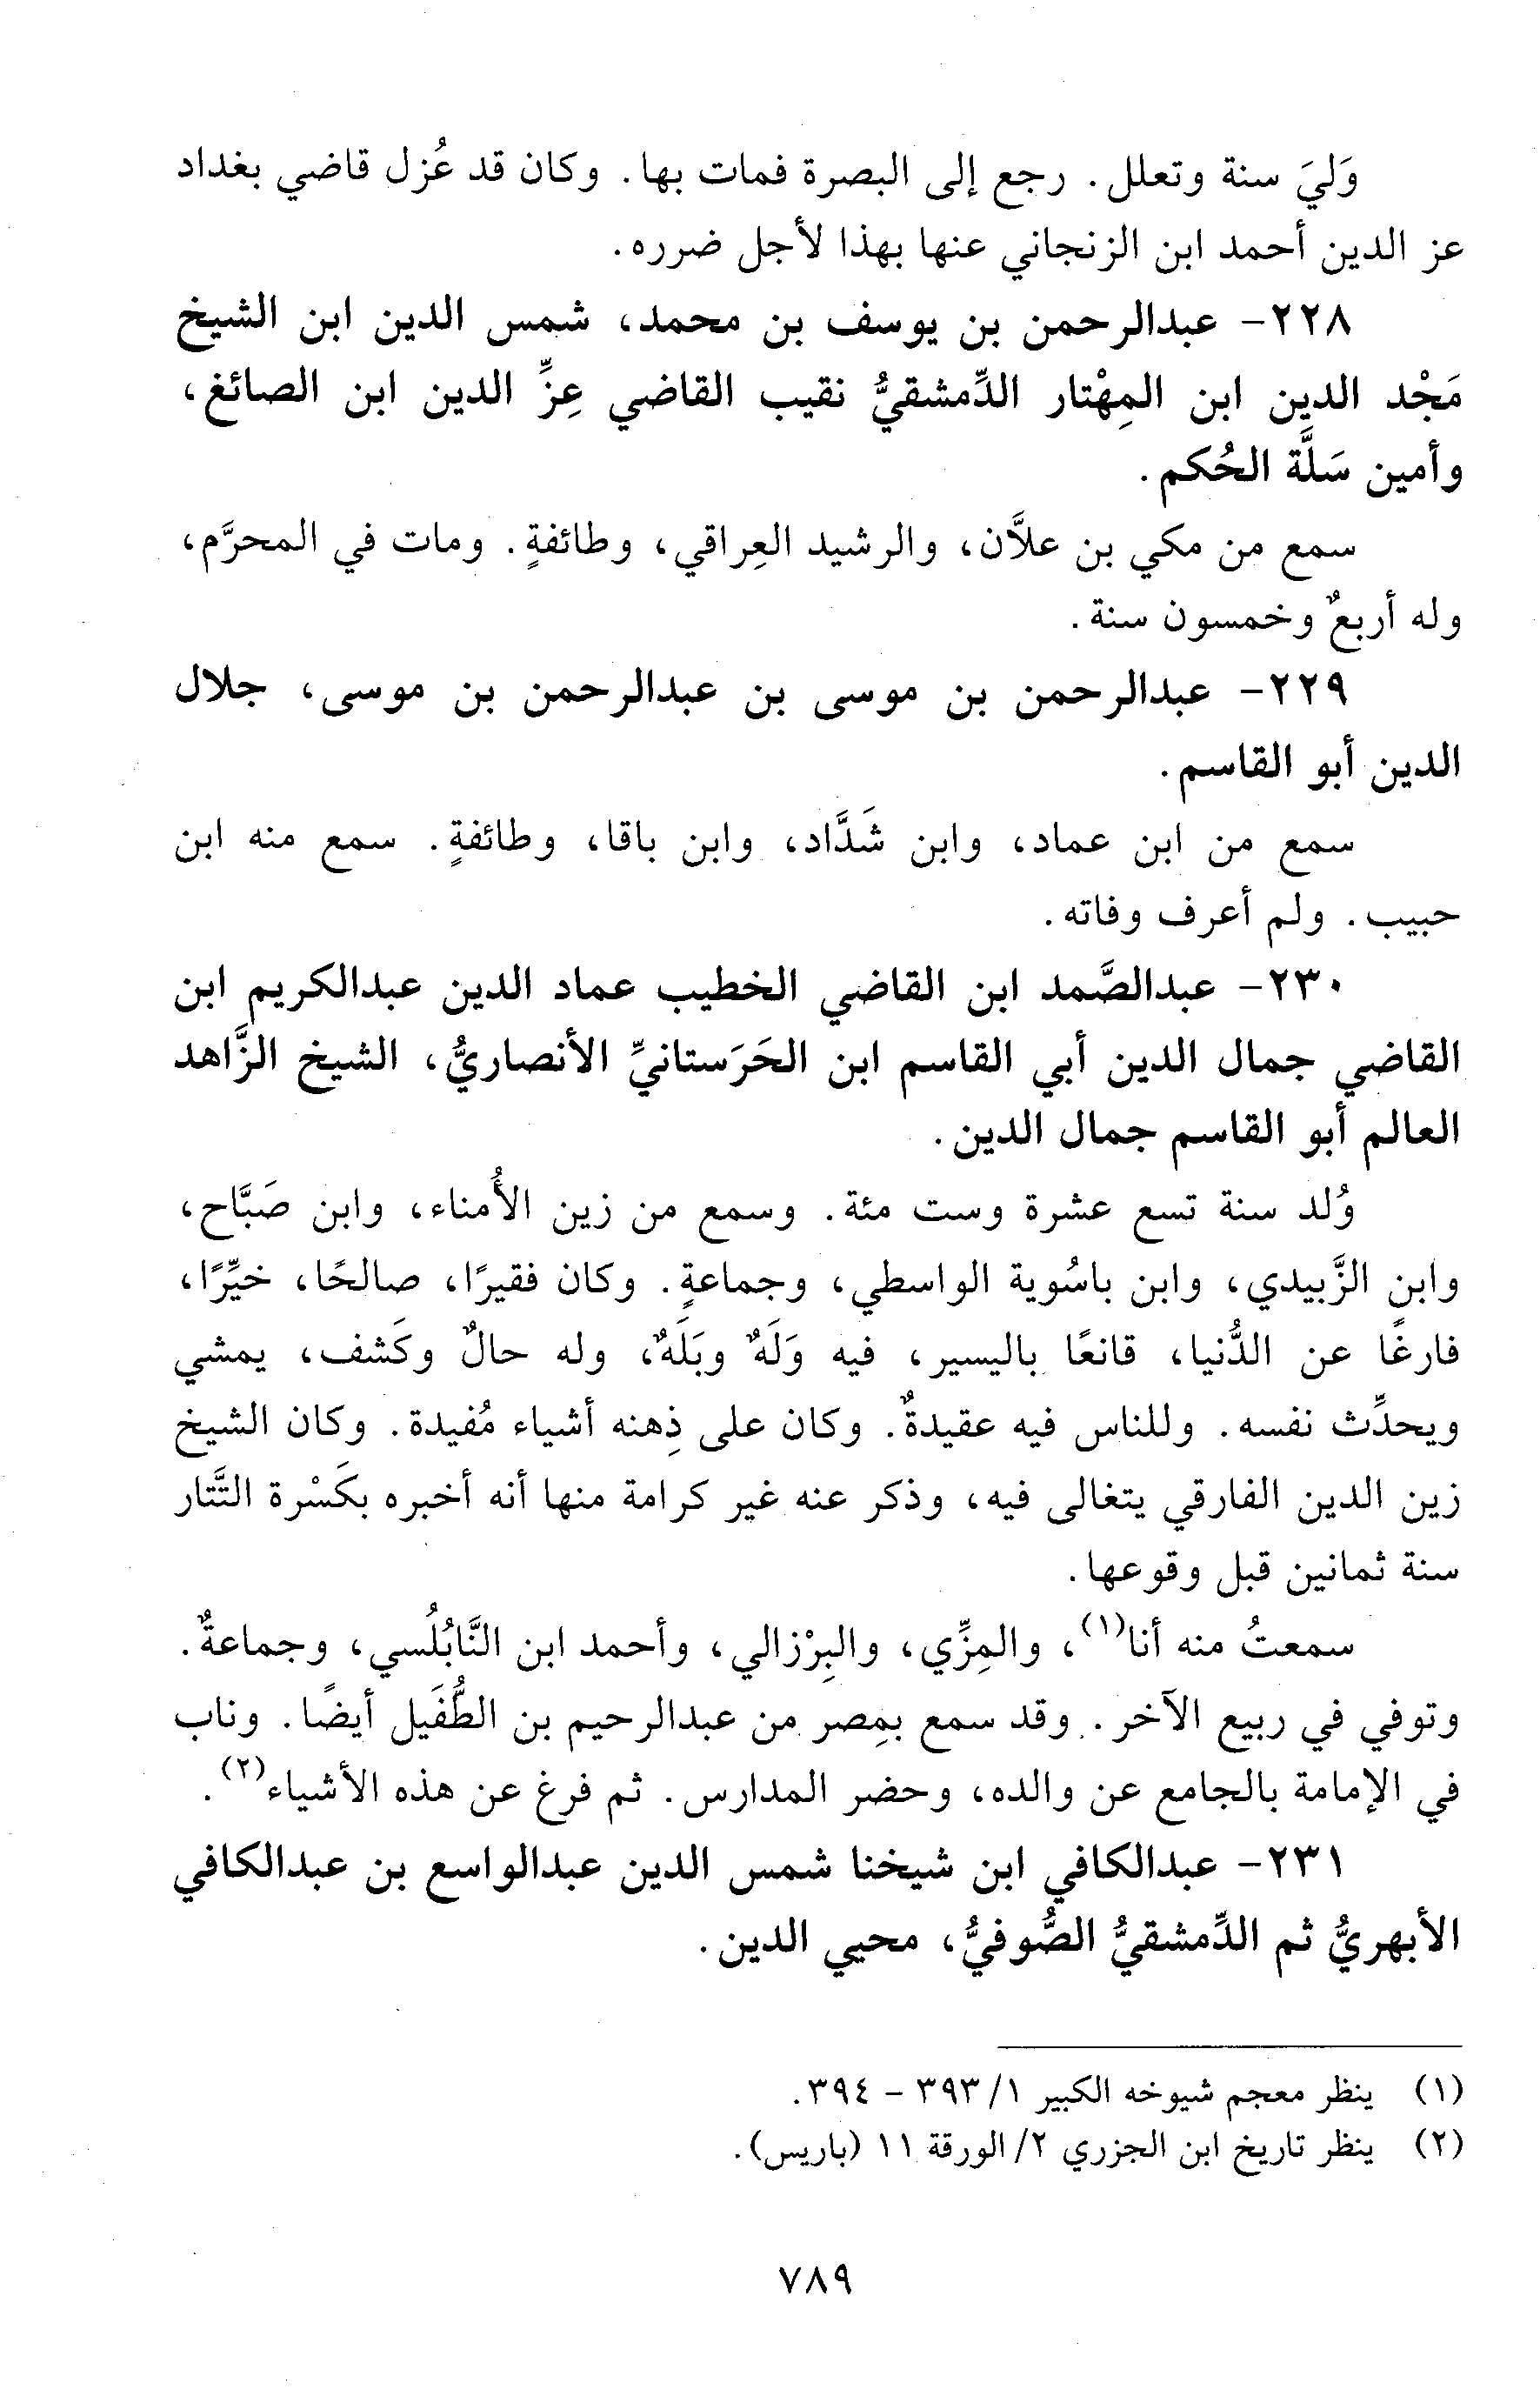 وَليَ سنة وتعلل. رجع إلى البصرة فمات بها. وكان قد عُزل قاضي بغداد
عز الدين أحمد ابن الزنجاني عنها بهذا لأجل ضرره.
٢٢٨- عبدالرحمن بن يوسف بن محمد، شمس الدين ابن الشيخ
مَجْد الدين ابن المِهْتار الدِّمشقيُّ نقيب القاضي عِزِّ الدين ابن الصائغ،
وأمين سَلَّة الحُكم.
سمع من مكي بن علاَّن، والرشيد العِراقي، وطائفةٍ. ومات في المحرَّم،
وله أربعٌ وخمسون سنة.
٢٢٩- عبدالرحمن بن موسى بن عبدالرحمن بن موسى، جلال
الدين أبو القاسم.
سمع من ابن عماد، وابن شَدَّاد، وابن باقا، وطائفةٍ. سمع منه ابن
حبيب. ولم أعرف وفاته.
٢٣٠- عبدالصَّمد ابن القاضي الخطيب عماد الدين عبدالكريم ابن
القاضي جمال الدين أبي القاسم ابن الحَرَستانيِّ الأنصاريُّ، الشيخ الزَّاهد
العالم أبو القاسم جمال الدين.
وُلد سنة تسع عشرة وست مئة. وسمع من زين الأُمناء، وابن صَبَّاح،
وابن الزَّبيدي، وابن باسُوية الواسطي، وجماعةٍ. وكان فقيرًا، صالحًا، خيِّرًا،
فارغًا عن الدُّنيا، قانعًا باليسير، فيه وَلَهٌ وبَلَهٌ، وله حالٌ وكَشف، يمشي
ويحدِّث نفسه. وللناس فيه عقيدةٌ. وكان على ذِهنه أشياء مُفيدة. وكان الشيخ
زين الدين الفارقي يتغالى فيه، وذكر عنه غير كرامة منها أنه أخبره بكَسْرة التَّتار
سنة ثمانين قبل وقوعها.
سمعتُ منه أنا(١)، والمِزِّي، والبِرْزالي، وأحمد ابن النَّابُلُسي، وجماعةٌ.
وتوفي في ربيع الآخر. وقد سمع بمِصر من عبدالرحيم بن الطُّفَيل أيضًا. وناب
في الإمامة بالجامع عن والده، وحضر المدارس. ثم فرغ عن هذه الأشياء(٢).
٢٣١- عبدالكافي ابن شيخنا شمس الدين عبدالواسع بن عبدالكافي
الأبهريُّ ثم الدِّمشقيُّ الصُّوفيُّ، محيي الدين.
(١) ينظر معجم شيوخه الكبير ١/ ٣٩٣ - ٣٩٤.
(٢) ينظر تاريخ ابن الجزري ٢/ الورقة ١١ (باريس).
٧٨٩